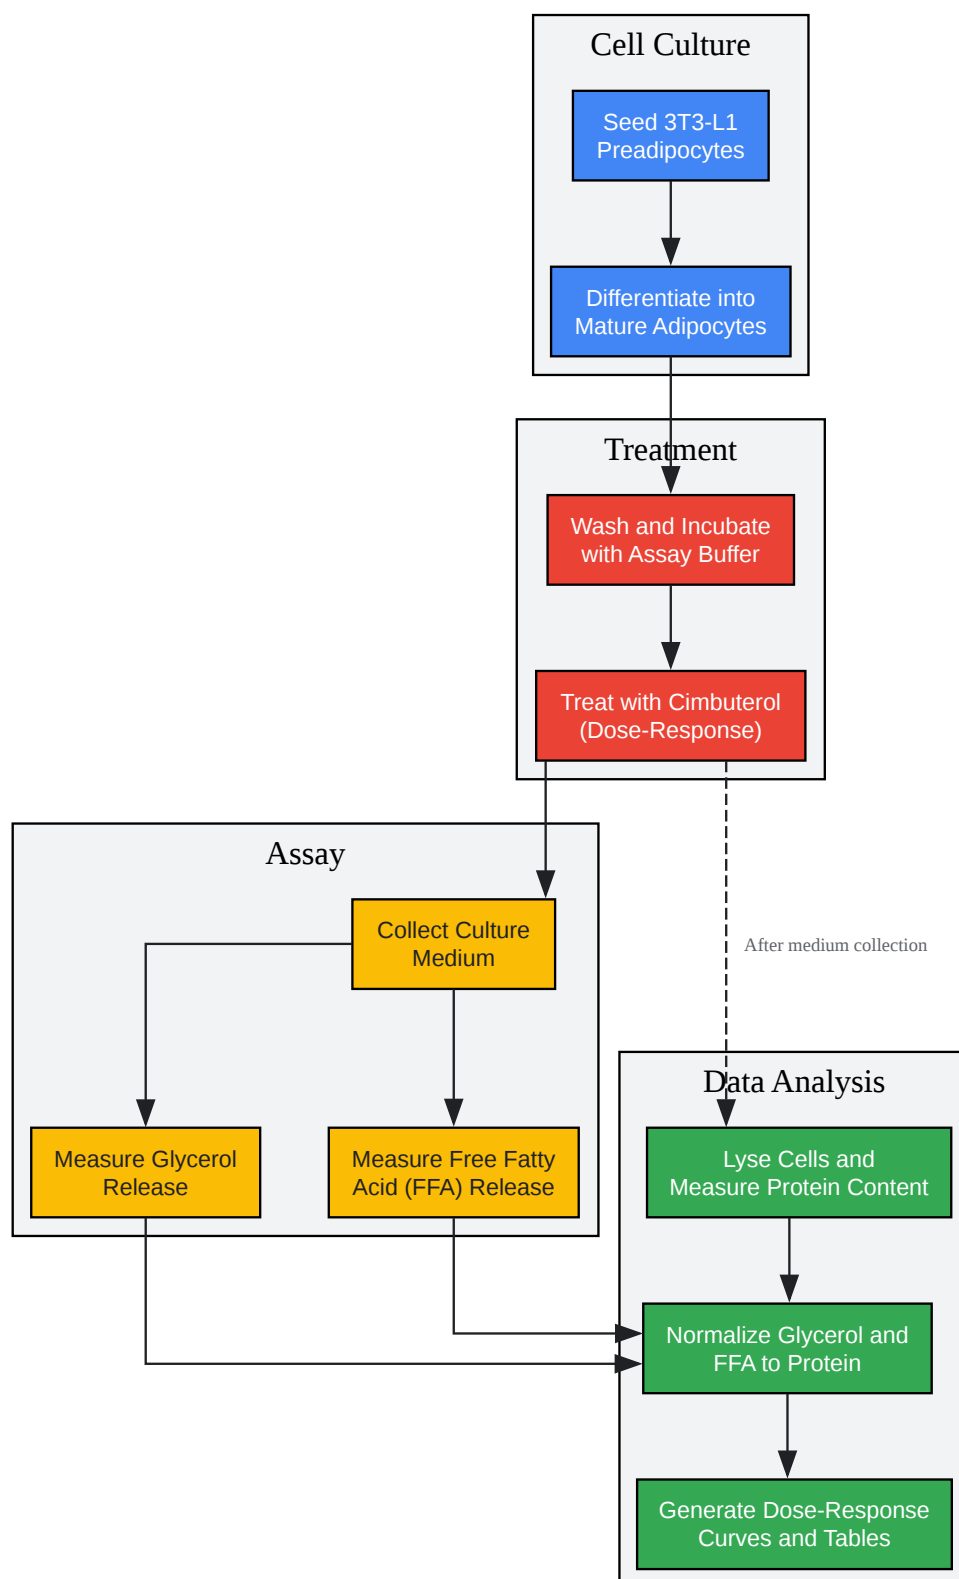 Cell Culture
Seed 3T3-L1
Preadipocytes
Differentiate into
Mature Adipocytes
Treatment
Wash and Incubate
with Assay Buffer
Treat with Cimbuterol
(Dose-Response)
Assay
Collect Culture
Medium
After medium collection
Measure Glycerol
Release
Measure Free Fatty
Acid (FFA) Release
Data Analysis
Lyse Cells and
Measure Protein Content
Normalize Glycerol and
FFA to Protein
Generate Dose-Response
Curves and Tables